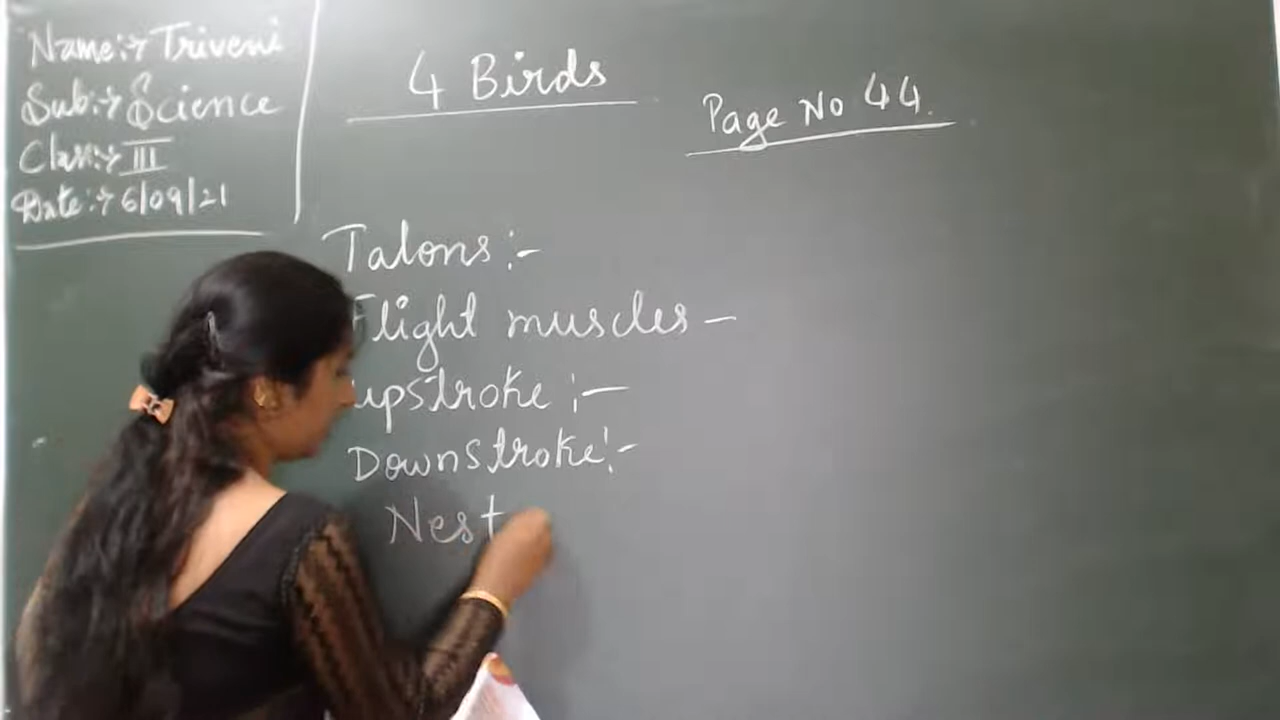 Name:→ Triveni
Sub:→ Science
Class:→ III
Date:→ 6/09/21
4 Birds
Page No 44.
Talons:-
Flight muscles -
upstroke :-
Downstroke:-
Nest